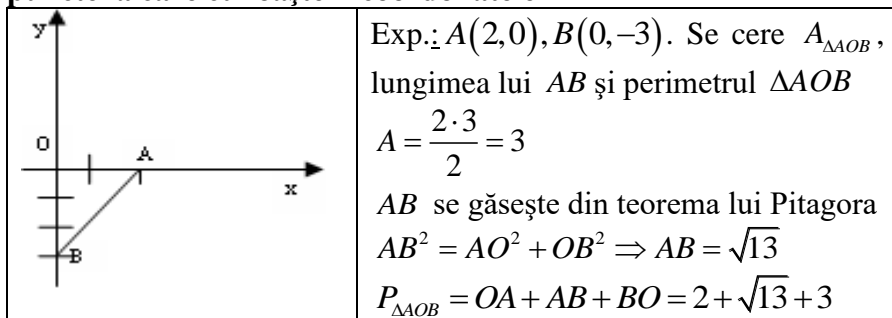 y
O
A
x
B
Exp.: A(2,0), B(0,−3). Se cere A_{ΔAOB},
lungimea lui AB şi perimetrul ΔAOB
A = \frac{2·3}{2} = 3
AB se găseşte din teorema lui Pitagora
AB² = AO² + OB² ⇒ AB = √13
P_{ΔAOB} = OA + AB + BO = 2 + √13 + 3